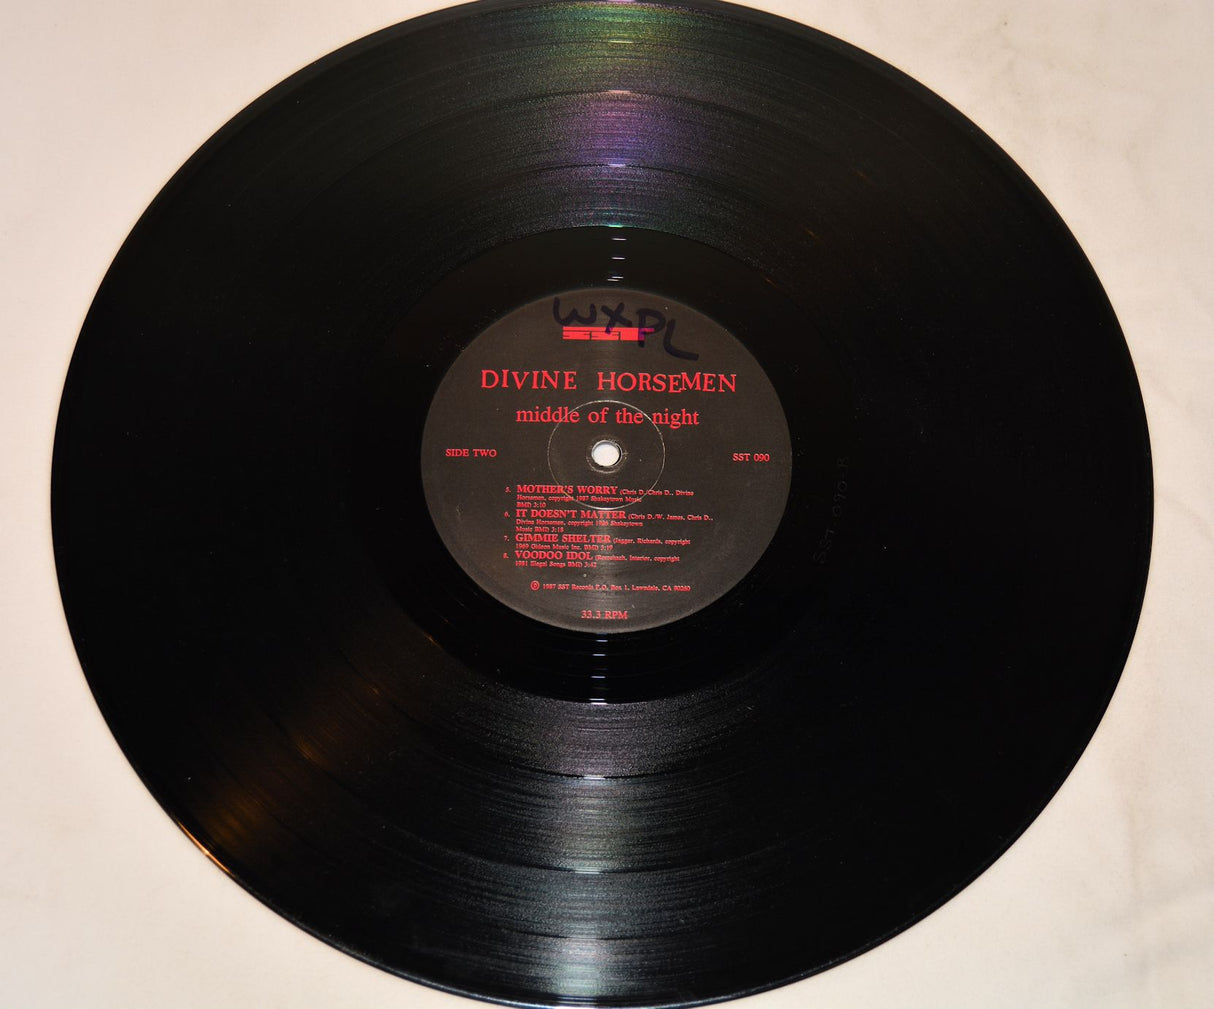 WXPL
SST
DIVINE HORSEMEN
middle of the night
SIDE TWO
SST 090
5. MOTHER'S WORRY (Chris D./Chris D., Divine
Horsemen, copyright 1987 Shakeytown Music
BMI) 3:10
6. IT DOESN'T MATTER (Chris D./W. James, Chris D.,
Divine Horsemen, copyright 1986 Shakeytown
Music BMI) 3:18
7. GIMMIE SHELTER (Jagger, Richards, copyright
1969 Gideon Music Inc. BMI)
8. VOODOO IDOL (Rorschach, Interior, copyright
1981 Illegal Songs BMI) 3:42
Ⓟ 1987 SST Records P.O. Box 1, Lawndale, CA 90260
33.3 RPM
SST 090-B